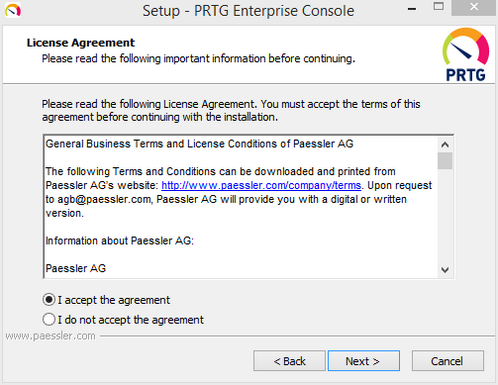 Setup - PRTG Enterprise Console
License Agreement
Please read the following important information before continuing.
PRTG
Please read the following License Agreement. You must accept the terms of this
agreement before continuing with the installation.
General Business Terms and License Conditions of Paessler AG
The following Terms and Conditions can be downloaded and printed from
Paessler AG's website: http://www.paessler.com/company/terms. Upon request
to agb@paessler.com, Paessler AG will provide you with a digital or written
version.
Information about Paessler AG:
Paessler AG
I accept the agreement
I do not accept the agreement
www.paessler.com
< Back
Next >
Cancel